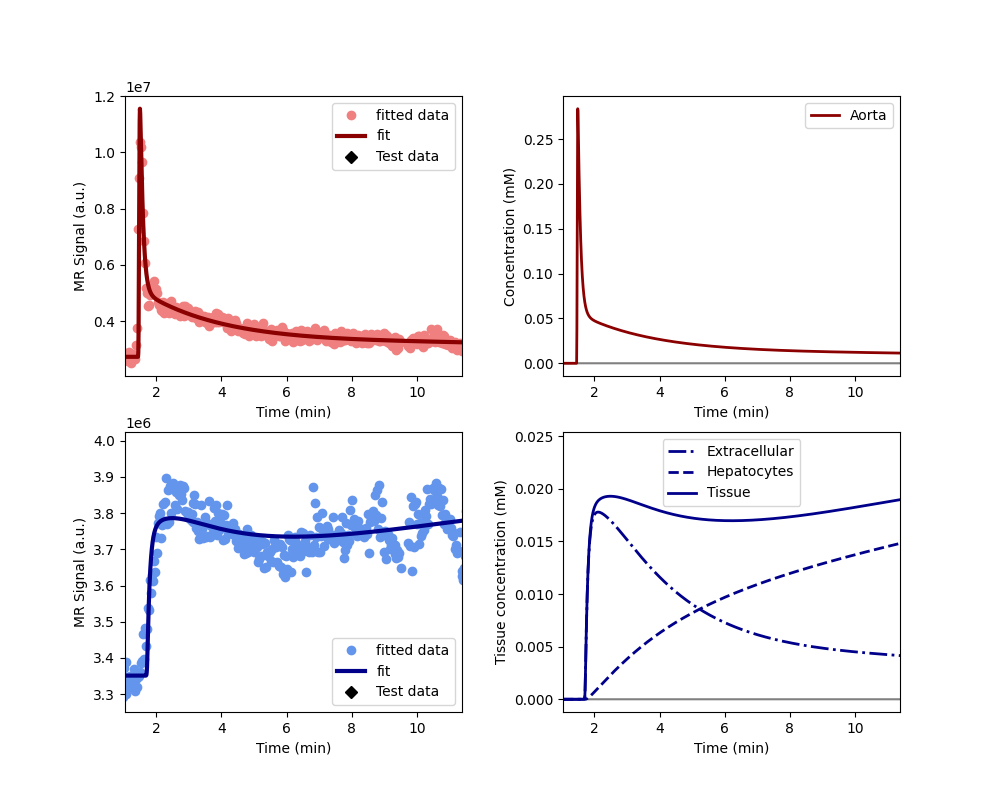 1e7
MR Signal (a.u.)
1.2
1.0
0.8
0.6
0.4
fitted data
fit
Test data
2 4 6 8 10
Time (min)
Concentration (mM)
0.25
0.20
0.15
0.10
0.05
0.00
Aorta
2 4 6 8 10
Time (min)
1e6
MR Signal (a.u.)
4.0
3.9
3.8
3.7
3.6
3.5
3.4
3.3
fitted data
fit
Test data
2 4 6 8 10
Time (min)
Tissue concentration (mM)
0.025
0.020
0.015
0.010
0.005
0.000
Extracellular
Hepatocytes
Tissue
2 4 6 8 10
Time (min)